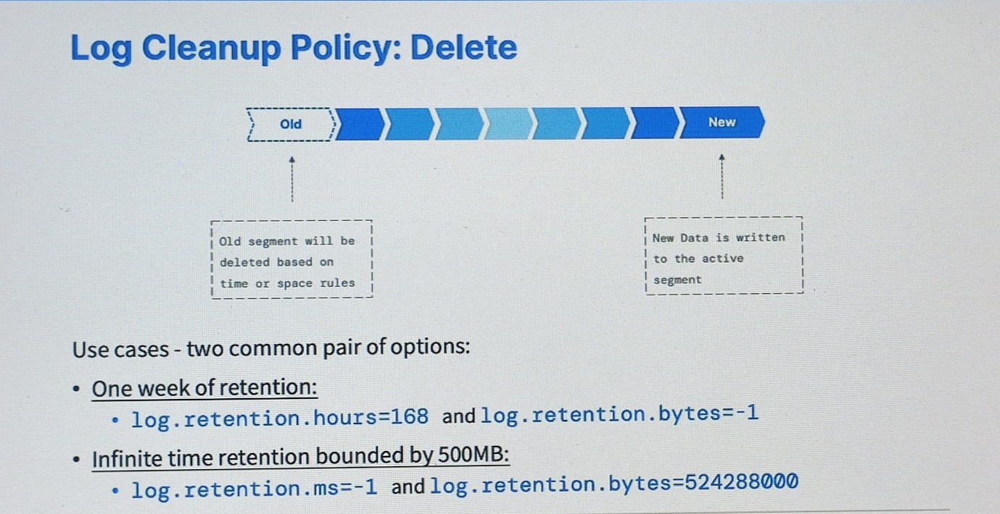 Log Cleanup Policy: Delete
Old
New
Old segment will be
deleted based on
time or space rules
New Data is written
to the active
segment
Use cases - two common pair of options:
• One week of retention:
• log.retention.hours=168 and log.retention.bytes=-1
• Infinite time retention bounded by 500MB:
• log.retention.ms=-1 and log.retention.bytes=524288000